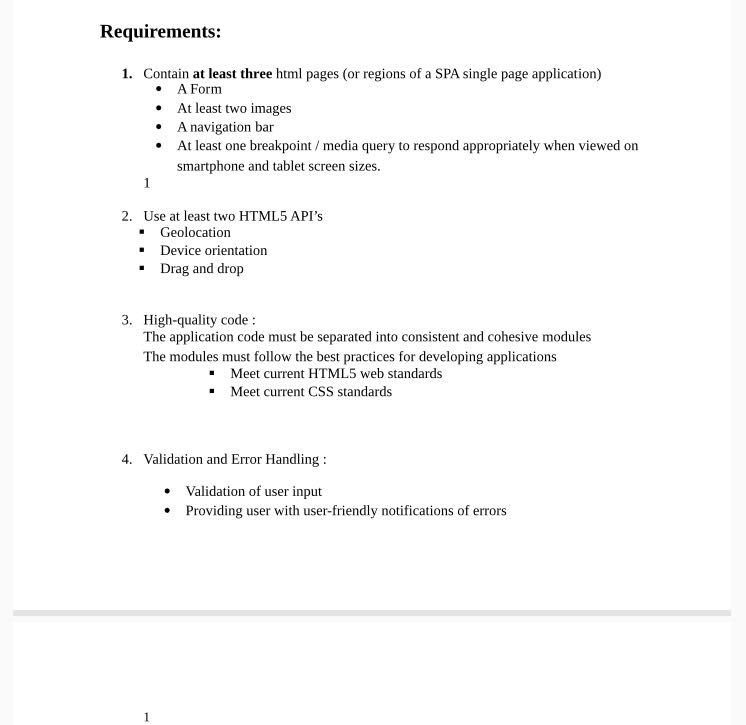 Requirements:
1. Contain at least three html pages (or regions of a SPA single page application)
• A Form
• At least two images
• A navigation bar
• At least one breakpoint / media query to respond appropriately when viewed on
smartphone and tablet screen sizes.
1
2. Use at least two HTML5 API’s
▪ Geolocation
▪ Device orientation
▪ Drag and drop
3. High-quality code :
The application code must be separated into consistent and cohesive modules
The modules must follow the best practices for developing applications
▪ Meet current HTML5 web standards
▪ Meet current CSS standards
4. Validation and Error Handling :
• Validation of user input
• Providing user with user-friendly notifications of errors
1